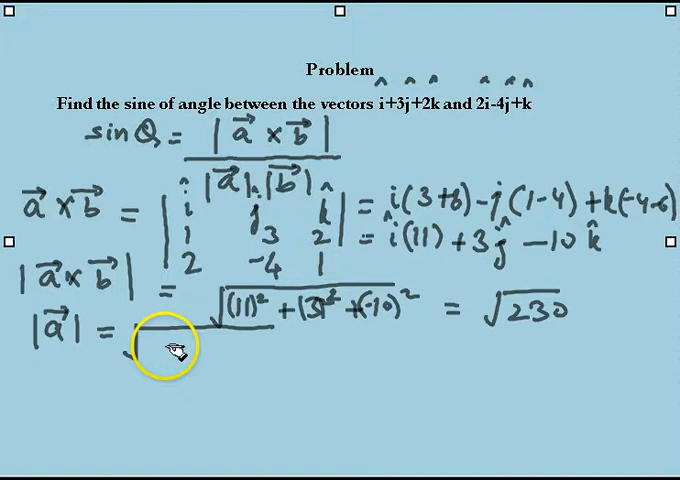 Problem
Find the sine of angle between the vectors i+3j+2k and 2i-4j+k
sin θ = |a⃗ × b⃗| / |a⃗|.|b⃗|
a⃗ × b⃗ = | î ĵ k̂ | = î(3+8) - ĵ(1-4) + k(-4-6)
| 1 3 2 | = î(11) + 3ĵ - 10k̂
| 2 -4 1 |
|a⃗ × b⃗| = √(11)² + (3)² + (-10)² = √230
|a⃗| = √